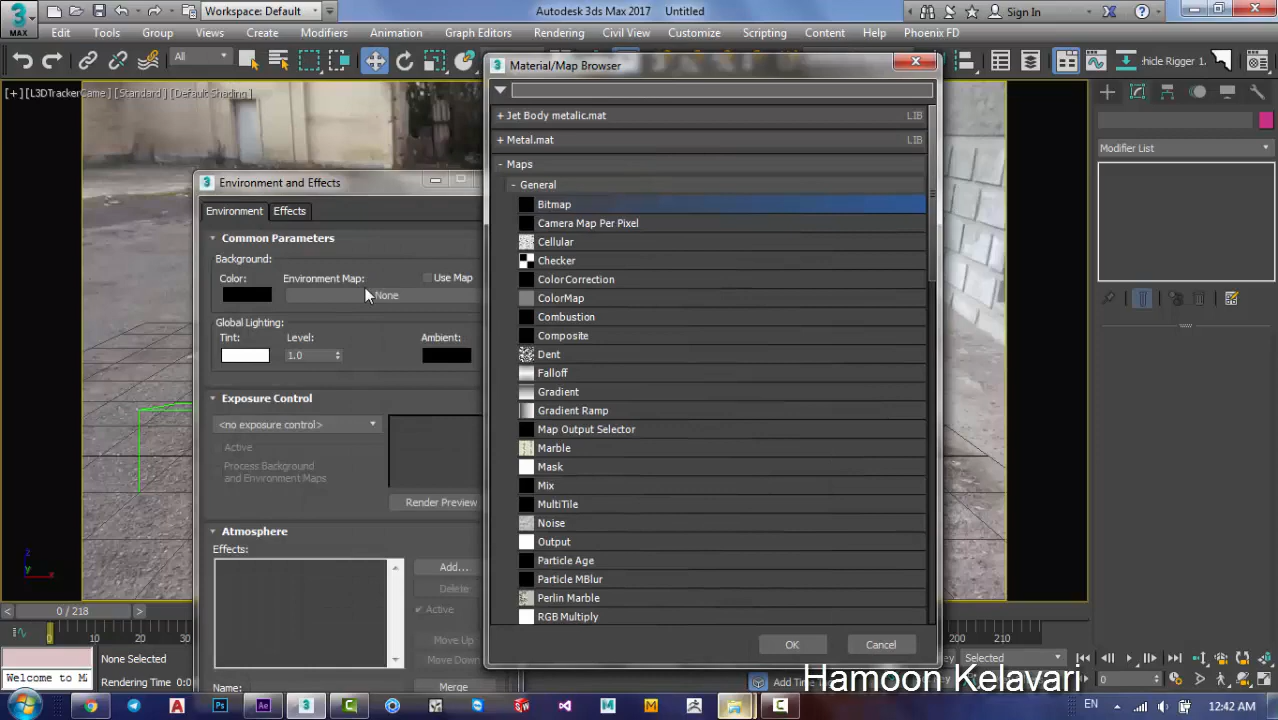 Workspace: Default
Autodesk 3ds Max 2017 Untitled
Sign In
MAX
Edit Tools Group Views Create Modifiers Animation Graph Editors Rendering Civil View Customize Scripting Content Help Phoenix FD
All
hide Rigger 1.
[+] [L3DTrackerCame ] [Standard ] [Default Shading ]
Material/Map Browser
+ Jet Body metalic.mat LIB
+ Metal.mat LIB
- Maps
- General
Bitmap
Camera Map Per Pixel
Cellular
Checker
Color Correction
ColorMap
Combustion
Composite
Dent
Falloff
Gradient
Gradient Ramp
Map Output Selector
Marble
Mask
Mix
MultiTile
Noise
Output
Particle Age
Particle MBlur
Perlin Marble
RGB Multiply
OK Cancel
Environment and Effects
Environment Effects
Common Parameters
Background:
Color: Environment Map: Use Map
None
Global Lighting:
Tint: Level: Ambient:
1.0
Exposure Control
<no exposure control>
Active
Process Background
and Environment Maps
Render Preview
Atmosphere
Effects:
Add...
Delete
Active
Move Up
Move Down
Name:
Merge
Modifier List
z
x
0 / 218
0 10 20 30 200 210
None Selected
Rendering Time 0:0
Welcome to M
Add Time
Selected
0
Hamoon Kelavari
EN
12:42 AM